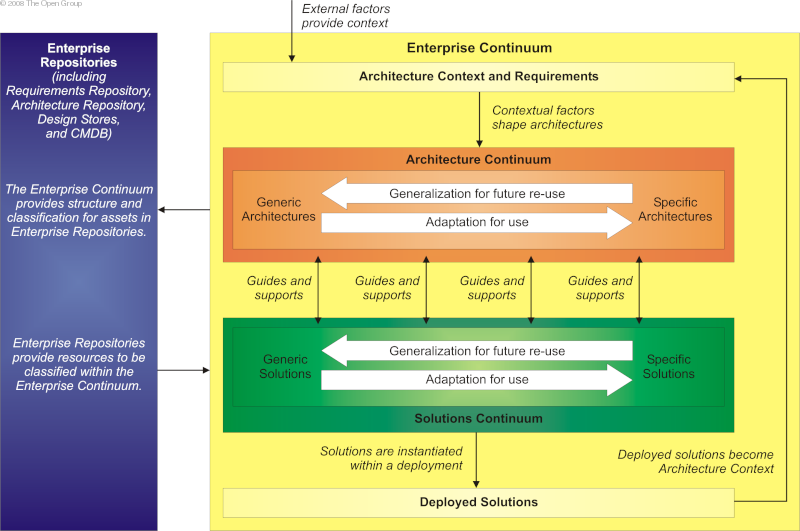 © 2008 The Open Group
External factors
provide context
Enterprise
Repositories
(including
Requirements Repository,
Architecture Repository,
Design Stores,
and CMDB)
The Enterprise Continuum
provides structure and
classification for assets in
Enterprise Repositories.
Enterprise Repositories
provide resources to be
classified within the
Enterprise Continuum.
Enterprise Continuum
Architecture Context and Requirements
Contextual factors
shape architectures
Architecture Continuum
Generic
Architectures
Generalization for future re-use
Adaptation for use
Specific
Architectures
Guides and
supports
Guides and
supports
Guides and
supports
Guides and
supports
Generic
Solutions
Generalization for future re-use
Adaptation for use
Specific
Solutions
Solutions Continuum
Solutions are instantiated
within a deployment
Deployed solutions become
Architecture Context
Deployed Solutions